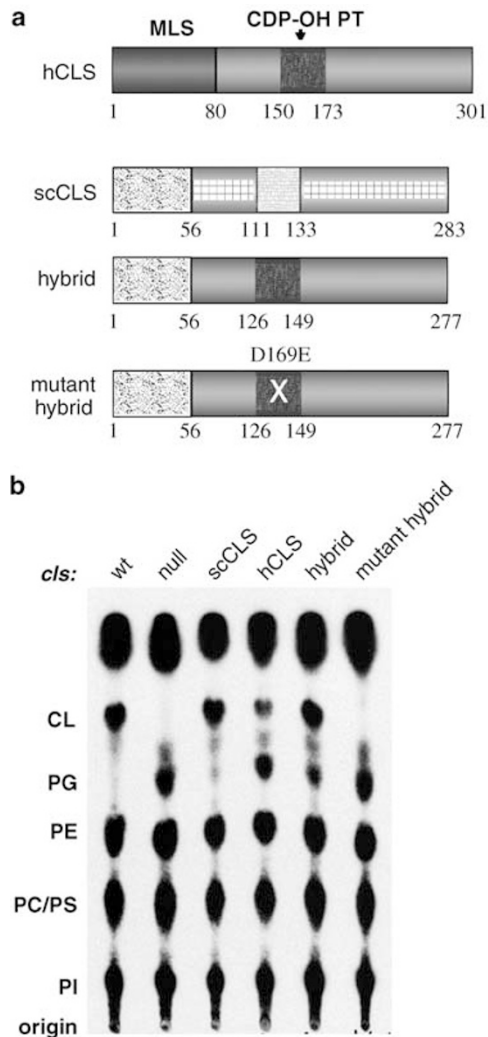 a
MLS CDP-OH PT
hCLS
1 80 150 173 301
scCLS
1 56 111 133 283
hybrid
1 56 126 149 277
D169E
mutant hybrid
X
1 56 126 149 277
b
cls: wt null scCLS hCLS hybrid mutant hybrid
CL
PG
PE
PC/PS
PI
origin